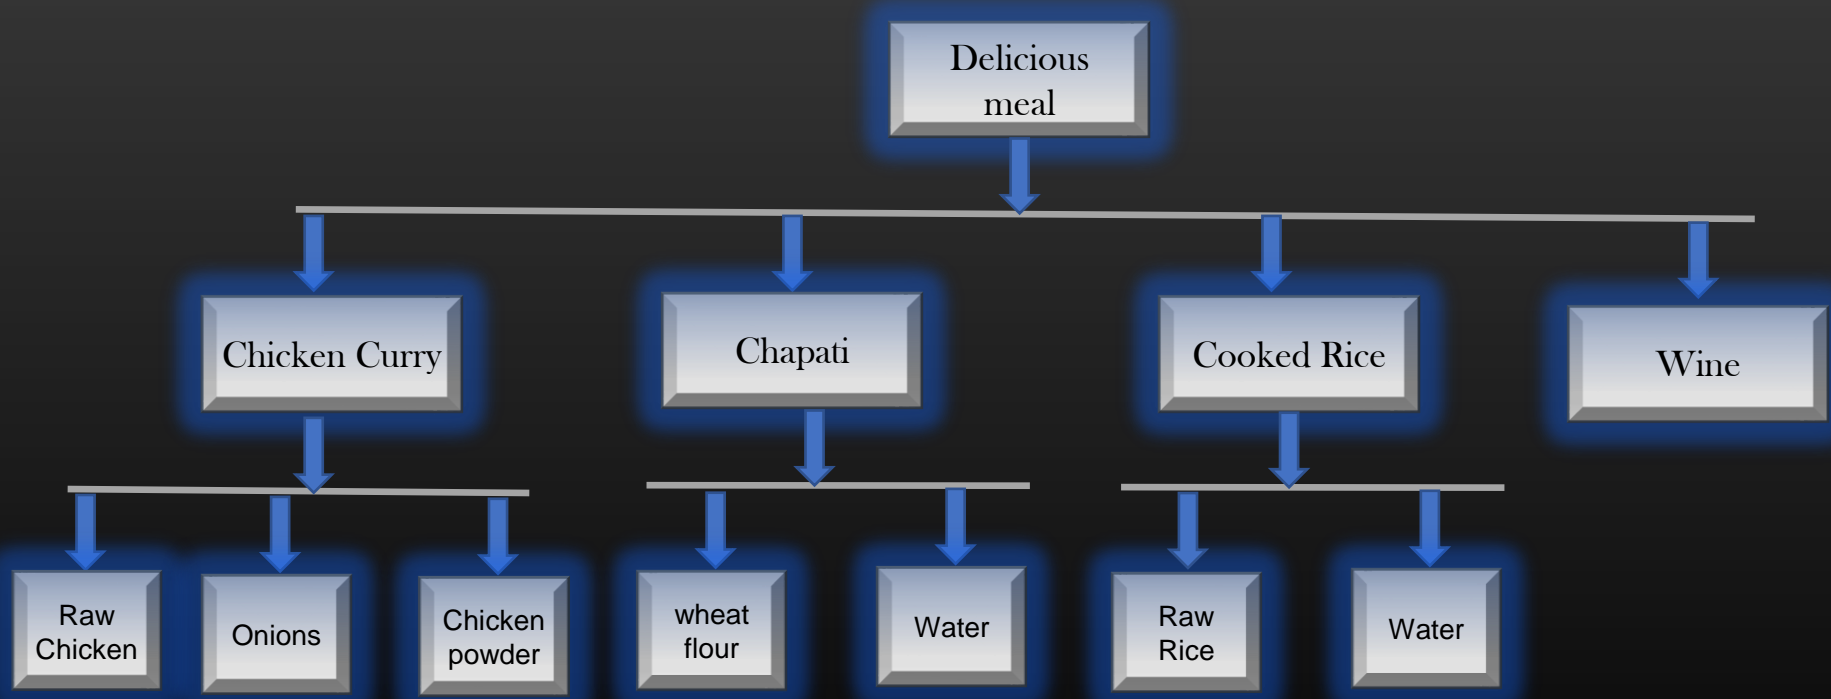 Delicious
meal
Chicken Curry
Chapati
Cooked Rice
Wine
Raw
Chicken
Onions
Chicken
powder
wheat
flour
Water
Raw
Rice
Water